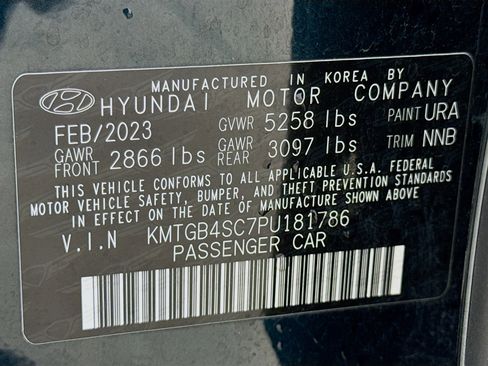 MANUFACTURED IN KOREA BY
HYUNDAI MOTOR COMPANY
FEB/2023 GVWR 5258 lbs PAINT URA
GAWR FRONT 2866 lbs GAWR REAR 3097 lbs TRIM NNB
THIS VEHICLE CONFORMS TO ALL APPLICABLE U.S.A. FEDERAL
MOTOR VEHICLE SAFETY, BUMPER, AND THEFT PREVENTION STANDARDS
IN EFFECT ON THE DATE OF MANUFACTURE SHOWN ABOVE
V.I.N KMTGB4SC7PU181786
PASSENGER CAR